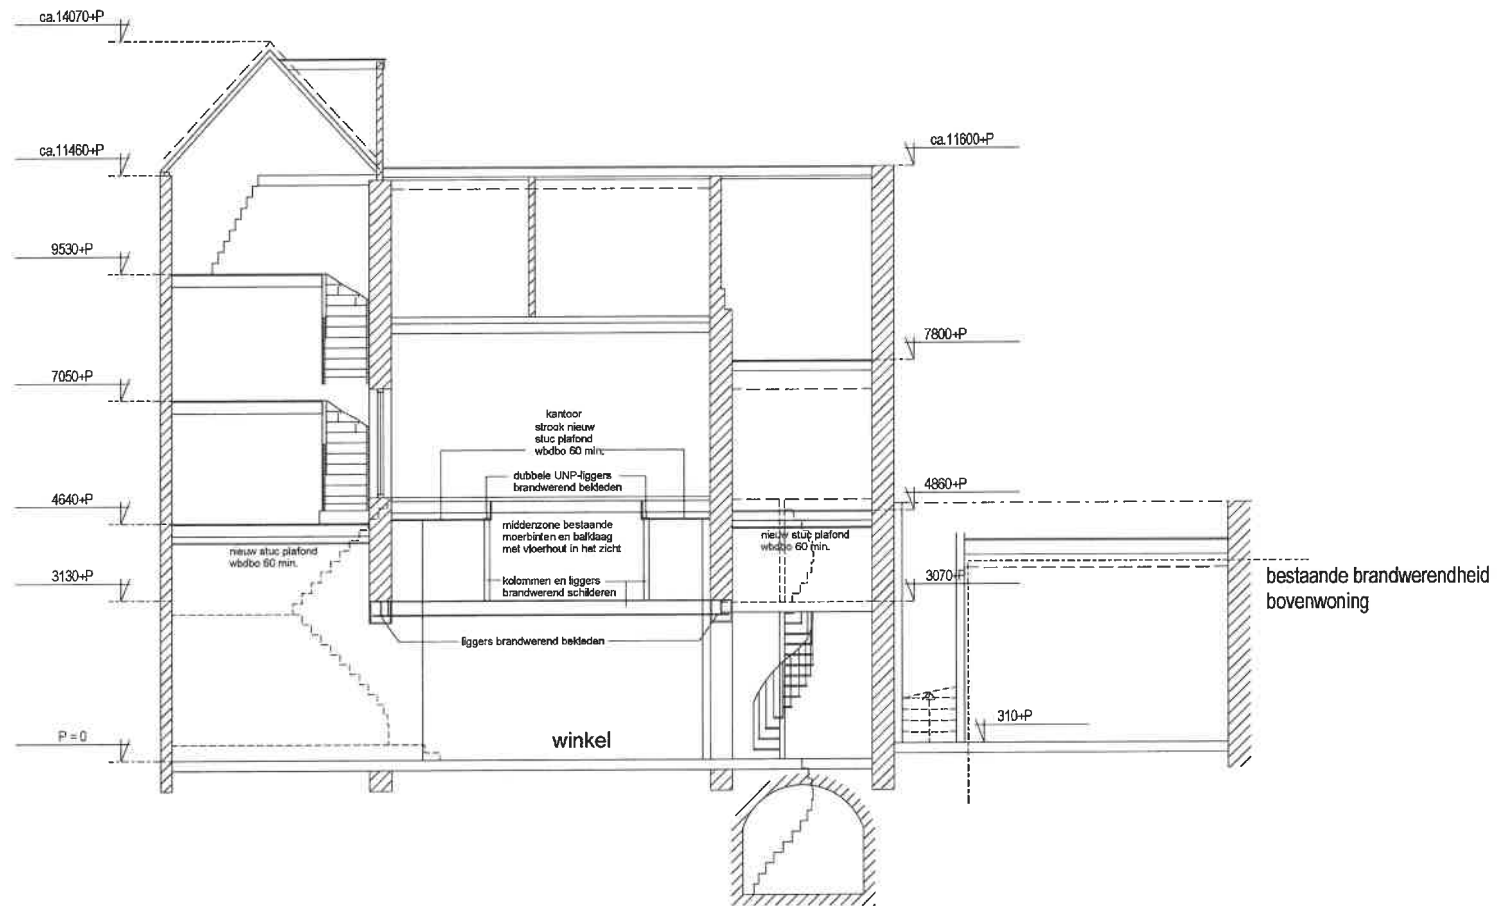 ca.14070+P
ca.11460+P
ca.11600+P
9530+P
7800+P
7050+P
kantoor
strook nieuw
stuc plafond
wbdbo 60 min.
dubbele UNP-liggers
brandwerend bekleden
4860+P
4640+P
middenzone bestaande
moerbinten en balklaag
met vloerhout in het zicht
nieuw stuc plafond
wbdbo 60 min.
nieuw stuc plafond
wbdbo 60 min.
3130+P
kolommen en liggers
brandwerend schilderen
3070+P
bestaande brandwerendheid
bovenwoning
liggers brandwerend bekleden
310+P
P = 0
winkel